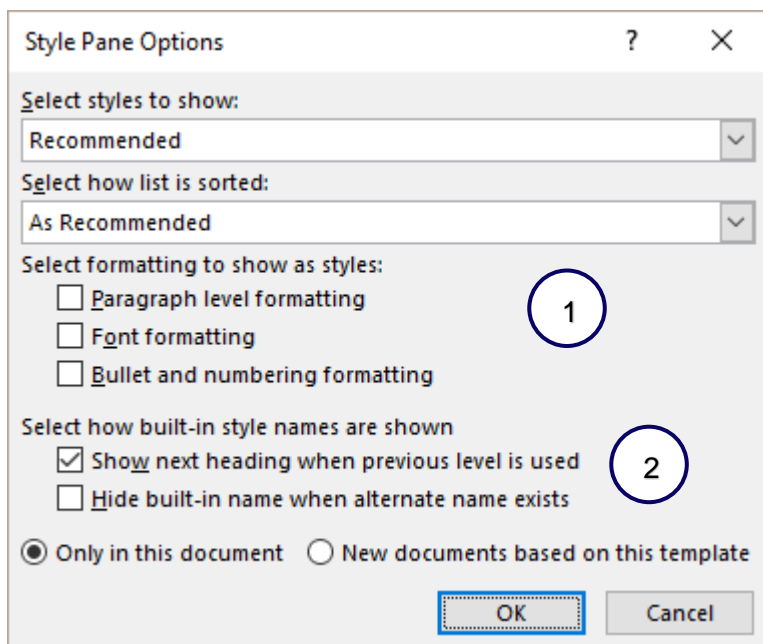 Style Pane Options ? ×
Select styles to show:
Recommended
Select how list is sorted:
As Recommended
Select formatting to show as styles:
Paragraph level formatting
1
Font formatting
Bullet and numbering formatting
Select how built-in style names are shown
Show next heading when previous level is used
2
Hide built-in name when alternate name exists
Only in this document New documents based on this template
OK Cancel